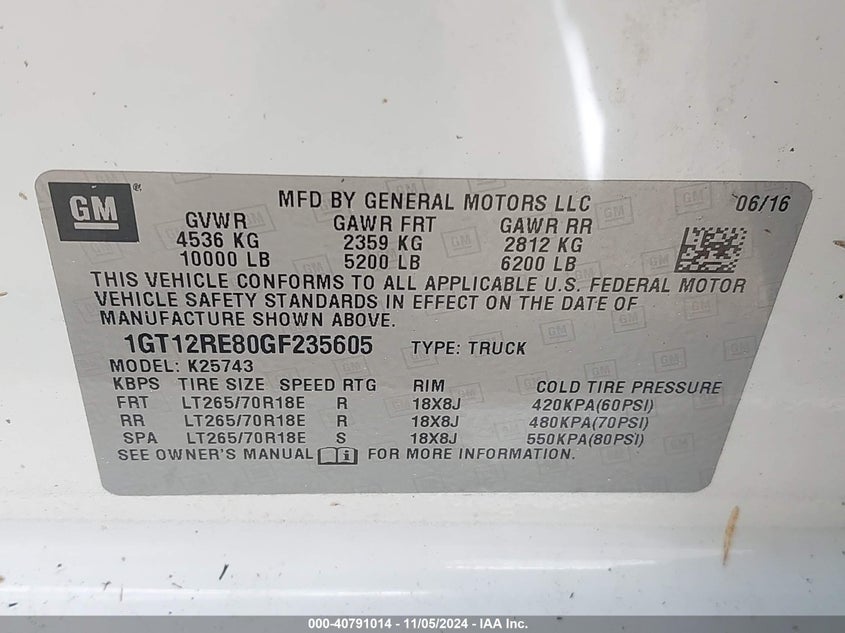 GM
MFD BY GENERAL MOTORS LLC 06/16
GVWR GAWR FRT GAWR RR
4536 KG 2359 KG 2812 KG
10000 LB 5200 LB 6200 LB
THIS VEHICLE CONFORMS TO ALL APPLICABLE U.S. FEDERAL MOTOR
VEHICLE SAFETY STANDARDS IN EFFECT ON THE DATE OF
MANUFACTURE SHOWN ABOVE.
1GT12RE80GF235605 TYPE: TRUCK
MODEL: K25743
KBPS TIRE SIZE SPEED RTG RIM COLD TIRE PRESSURE
FRT LT265/70R18E R 18X8J 420KPA(60PSI)
RR LT265/70R18E R 18X8J 480KPA(70PSI)
SPA LT265/70R18E S 18X8J 550KPA(80PSI)
SEE OWNER'S MANUAL FOR MORE INFORMATION.
000-40791014 — 11/05/2024 — IAA Inc.